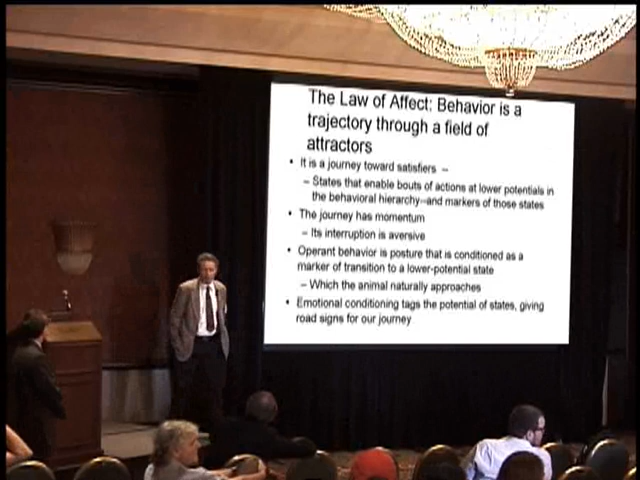 The Law of Affect: Behavior is a
trajectory through a field of
attractors
• It is a journey toward satisfiers –
– States that enable bouts of actions at lower potentials in
the behavioral hierarchy–and markers of those states
• The journey has momentum
– Its interruption is aversive
• Operant behavior is posture that is conditioned as a
marker of transition to a lower-potential state
– Which the animal naturally approaches
• Emotional conditioning tags the potential of states, giving
road signs for our journey